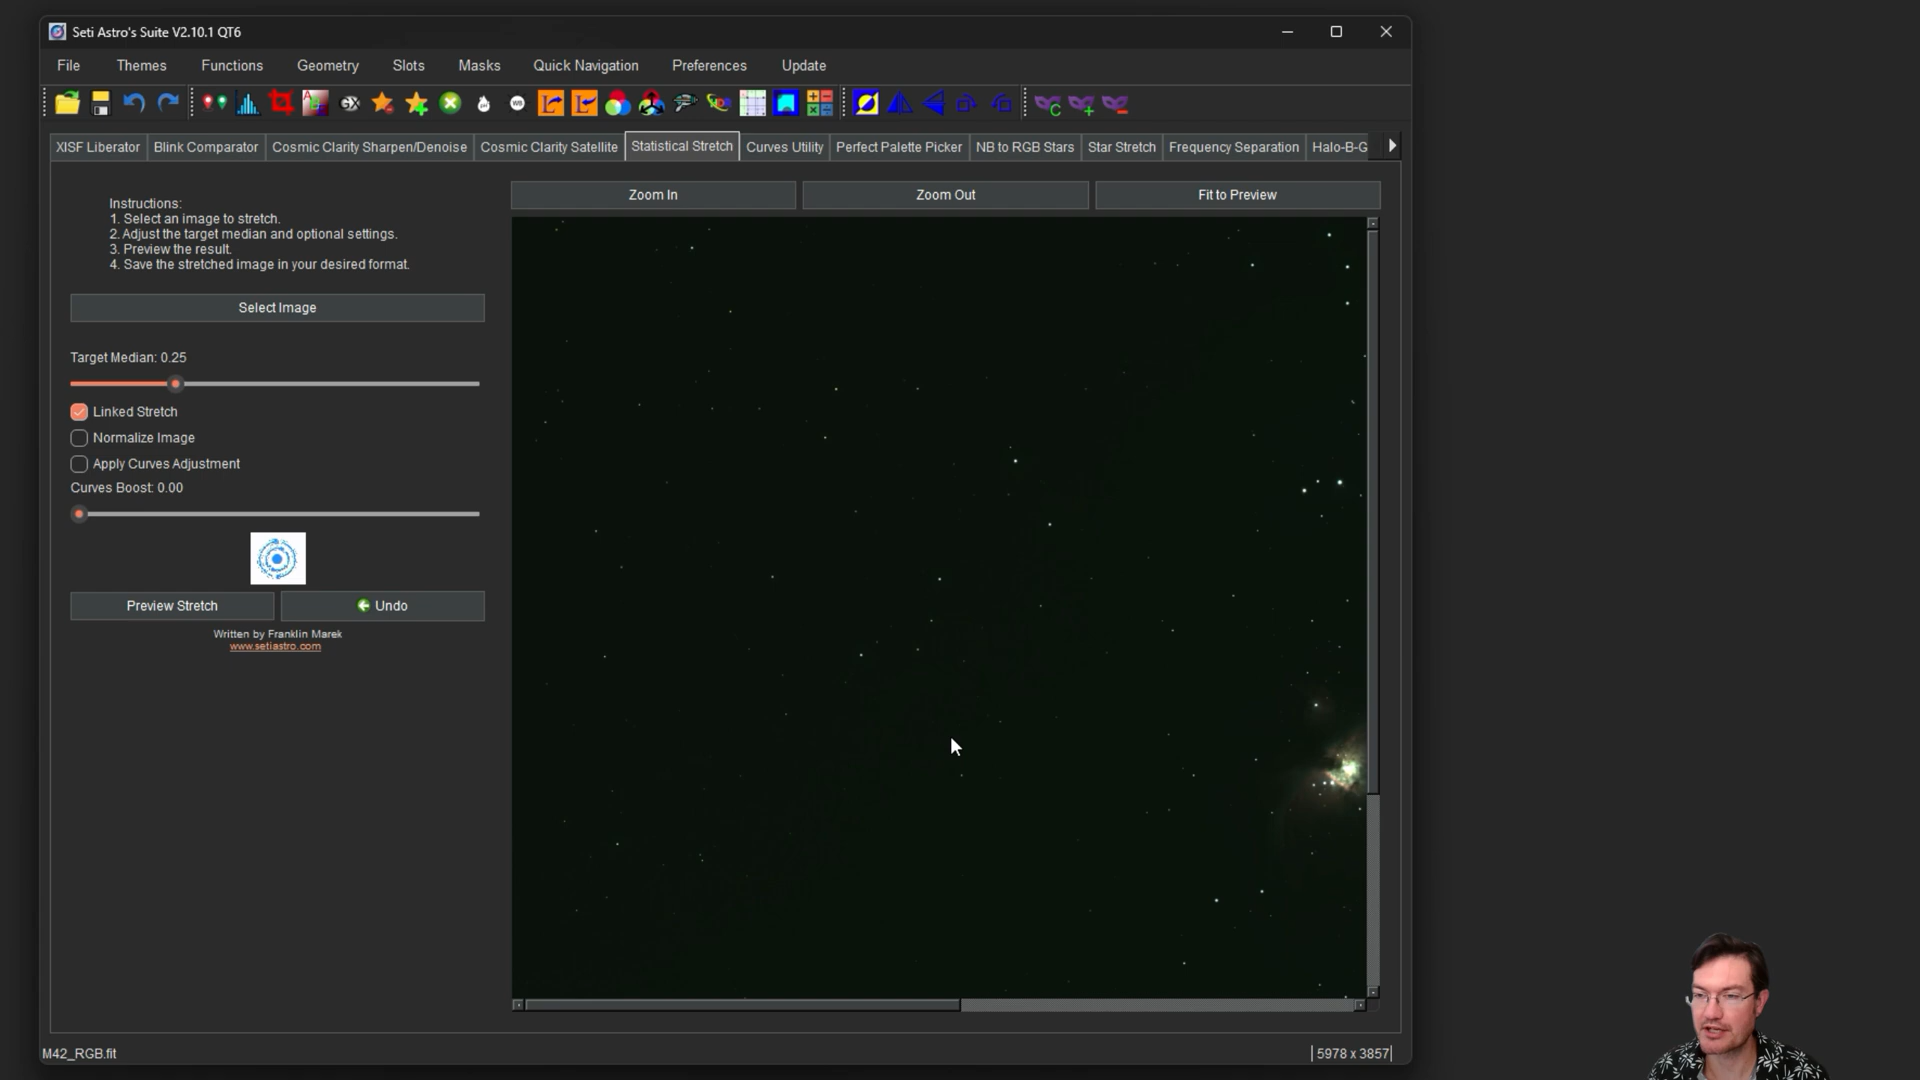 Seti Astro's Suite V2.10.1 QT6
File Themes Functions Geometry Slots Masks Quick Navigation Preferences Update
XISF Liberator Blink Comparator Cosmic Clarity Sharpen/Denoise Cosmic Clarity Satellite Statistical Stretch Curves Utility Perfect Palette Picker NB to RGB Stars Star Stretch Frequency Separation Halo-B-G
Instructions:
1. Select an image to stretch.
2. Adjust the target median and optional settings.
3. Preview the result.
4. Save the stretched image in your desired format.
Zoom In Zoom Out Fit to Preview
Select Image
Target Median: 0.25
Linked Stretch
Normalize Image
Apply Curves Adjustment
Curves Boost: 0.00
Preview Stretch Undo
Written by Franklin Marek
www.setiastro.com
M42_RGB.fit 5978 x 3857